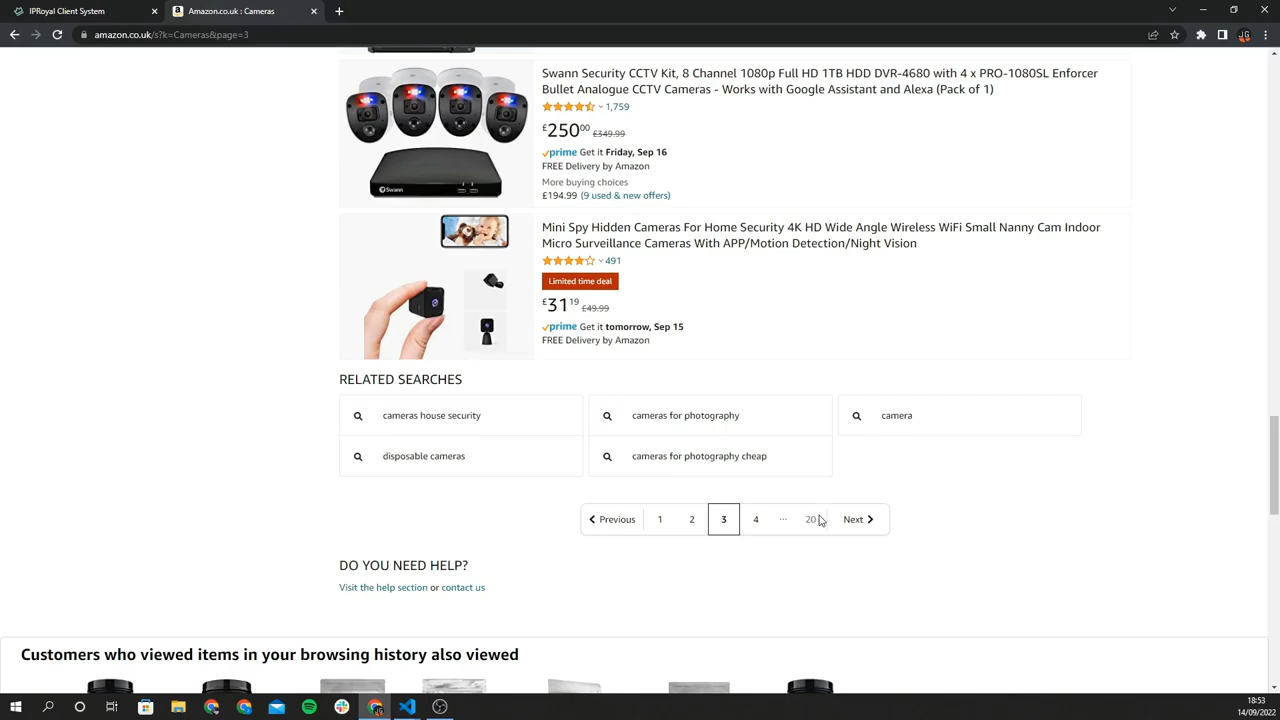 IPRoyal Client System
Amazon.co.uk : Cameras
amazon.co.uk/s?k=Cameras&page=3
JG
Swann Security CCTV Kit, 8 Channel 1080p Full HD 1TB HDD DVR-4680 with 4 x PRO-1080SL Enforcer
Bullet Analogue CCTV Cameras - Works with Google Assistant and Alexa (Pack of 1)
1,759
£25000 £349.99
prime Get it Friday, Sep 16
FREE Delivery by Amazon
More buying choices
£194.99 (9 used & new offers)
Swann
Mini Spy Hidden Cameras For Home Security 4K HD Wide Angle Wireless WiFi Small Nanny Cam Indoor
Micro Surveillance Cameras With APP/Motion Detection/Night Vision
491
Limited time deal
£3119 £49.99
prime Get it tomorrow, Sep 15
FREE Delivery by Amazon
RELATED SEARCHES
cameras house security
cameras for photography
camera
disposable cameras
cameras for photography cheap
Previous 1 2 3 4 ... 20 Next
DO YOU NEED HELP?
Visit the help section or contact us
Customers who viewed items in your browsing history also viewed
18:53
14/09/2022